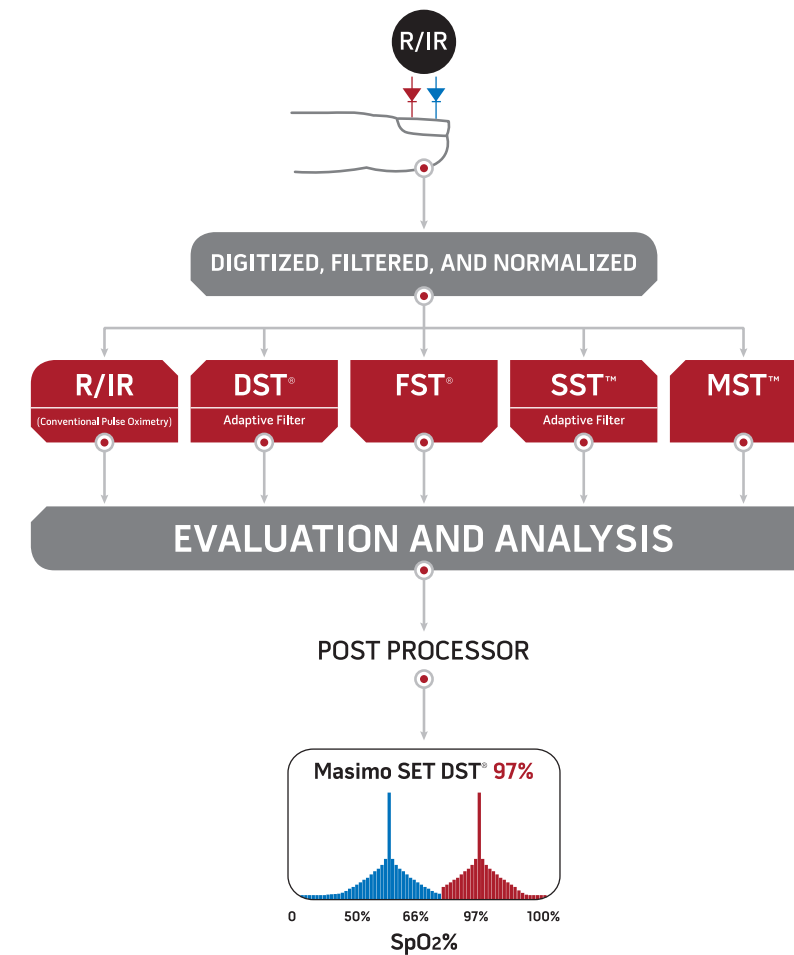 R/IR
DIGITIZED, FILTERED, AND NORMALIZED
R/IR
(Conventional Pulse Oximetry)
DST®
Adaptive Filter
FST®
SST™
Adaptive Filter
MST™
EVALUATION AND ANALYSIS
POST PROCESSOR
Masimo SET DST® 97%
0 50% 66% 97% 100%
SpO2%